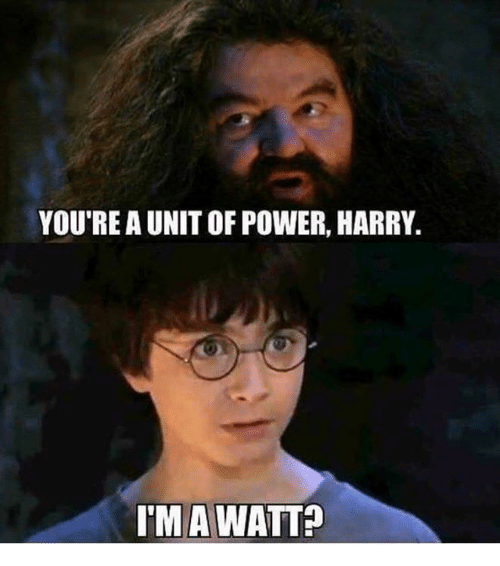 YOU'RE A UNIT OF POWER, HARRY.
I'M A WATT?